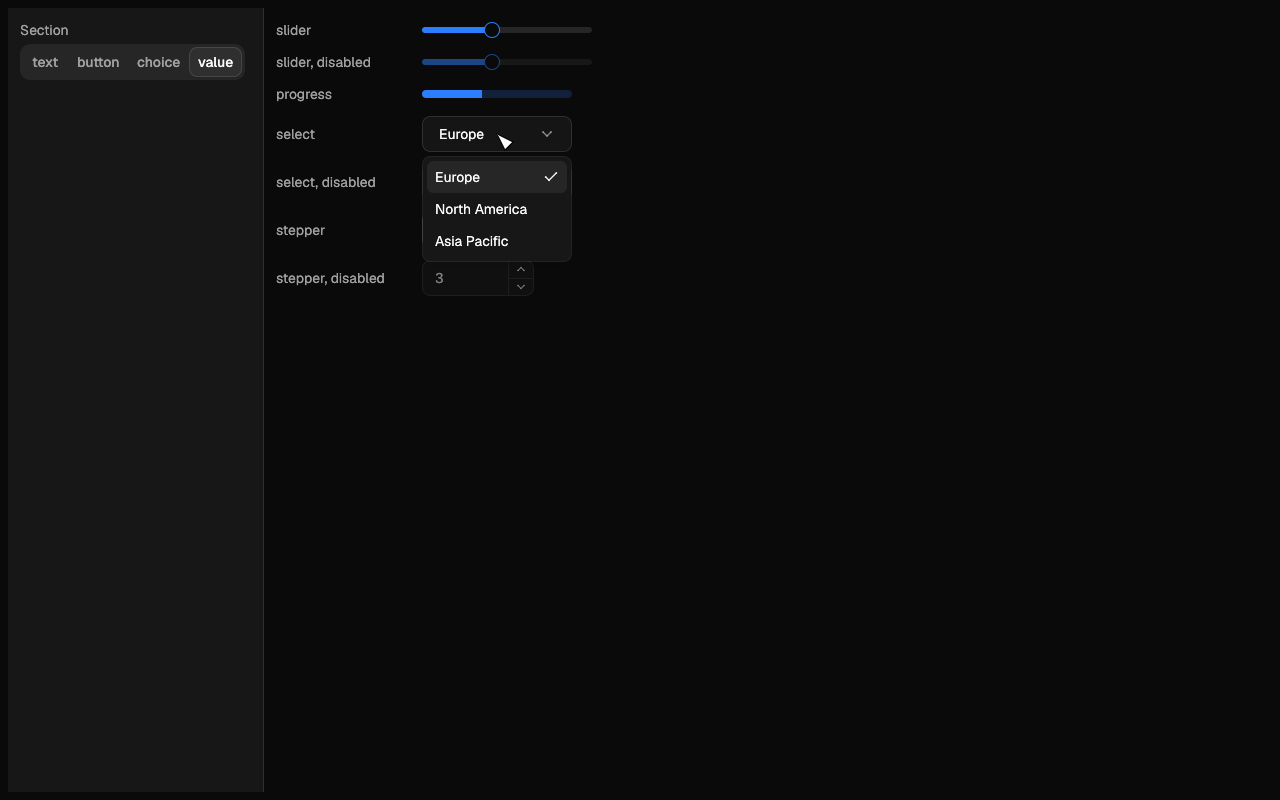 Section
text button choice value
slider
slider, disabled
progress
select
Europe
select, disabled
Europe
North America
Asia Pacific
stepper
stepper, disabled
3